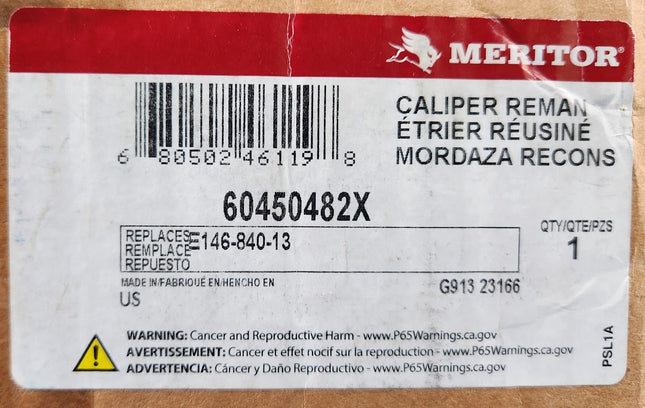 MERITOR®
CALIPER REMAN
ÉTRIER RÉUSINÉ
MORDAZA RECONS
6 80502 46119 8
60450482X
REPLACES E146-840-13
REMPLACE
REPUESTO
QTY/QTE/PZS
1
MADE IN/FABRIQUÉ EN/HENCHO EN
US
G913 23166
WARNING: Cancer and Reproductive Harm - www.P65Warnings.ca.gov
AVERTISSEMENT: Cancer et effet nocif sur la reproduction - www.P65Warnings.ca.gov
ADVERTENCIA: Cáncer y Daño Reproductivo - www.P65Warnings.ca.gov
PSL1A